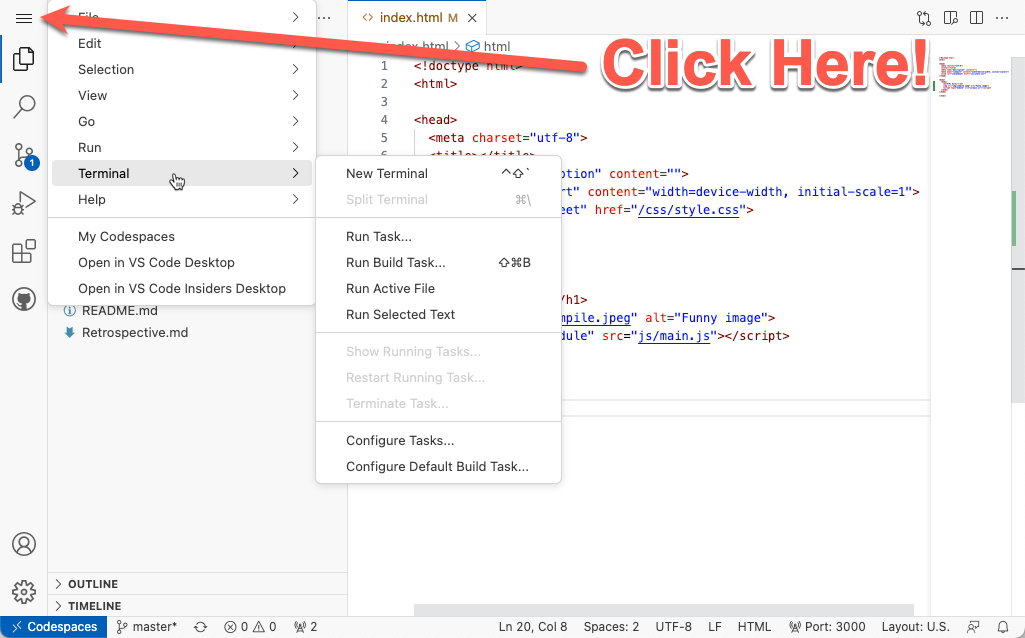 File
index.html M
Click Here!
Edit
index.html > html
Selection
View
Go
Run
Terminal
Help
My Codespaces
Open in VS Code Desktop
Open in VS Code Insiders Desktop
README.md
Retrospective.md
1
New Terminal ^⇧`
Split Terminal ⌘\
Run Task...
Run Build Task... ⇧⌘B
Run Active File
Run Selected Text
Show Running Tasks...
Restart Running Task...
Terminate Task...
Configure Tasks...
Configure Default Build Task...
1 <!doctype html>
2 <html>
3
4 <head>
5 <meta charset="utf-8">
6 <title></title>
ption" content="">
rt" content="width=device-width, initial-scale=1">
eet" href="/css/style.css">
/h1>
mpile.jpeg" alt="Funny image">
dule" src="js/main.js"></script>
OUTLINE
TIMELINE
Codespaces master* 0 0 2 Ln 20, Col 8 Spaces: 2 UTF-8 LF HTML Port: 3000 Layout: U.S.